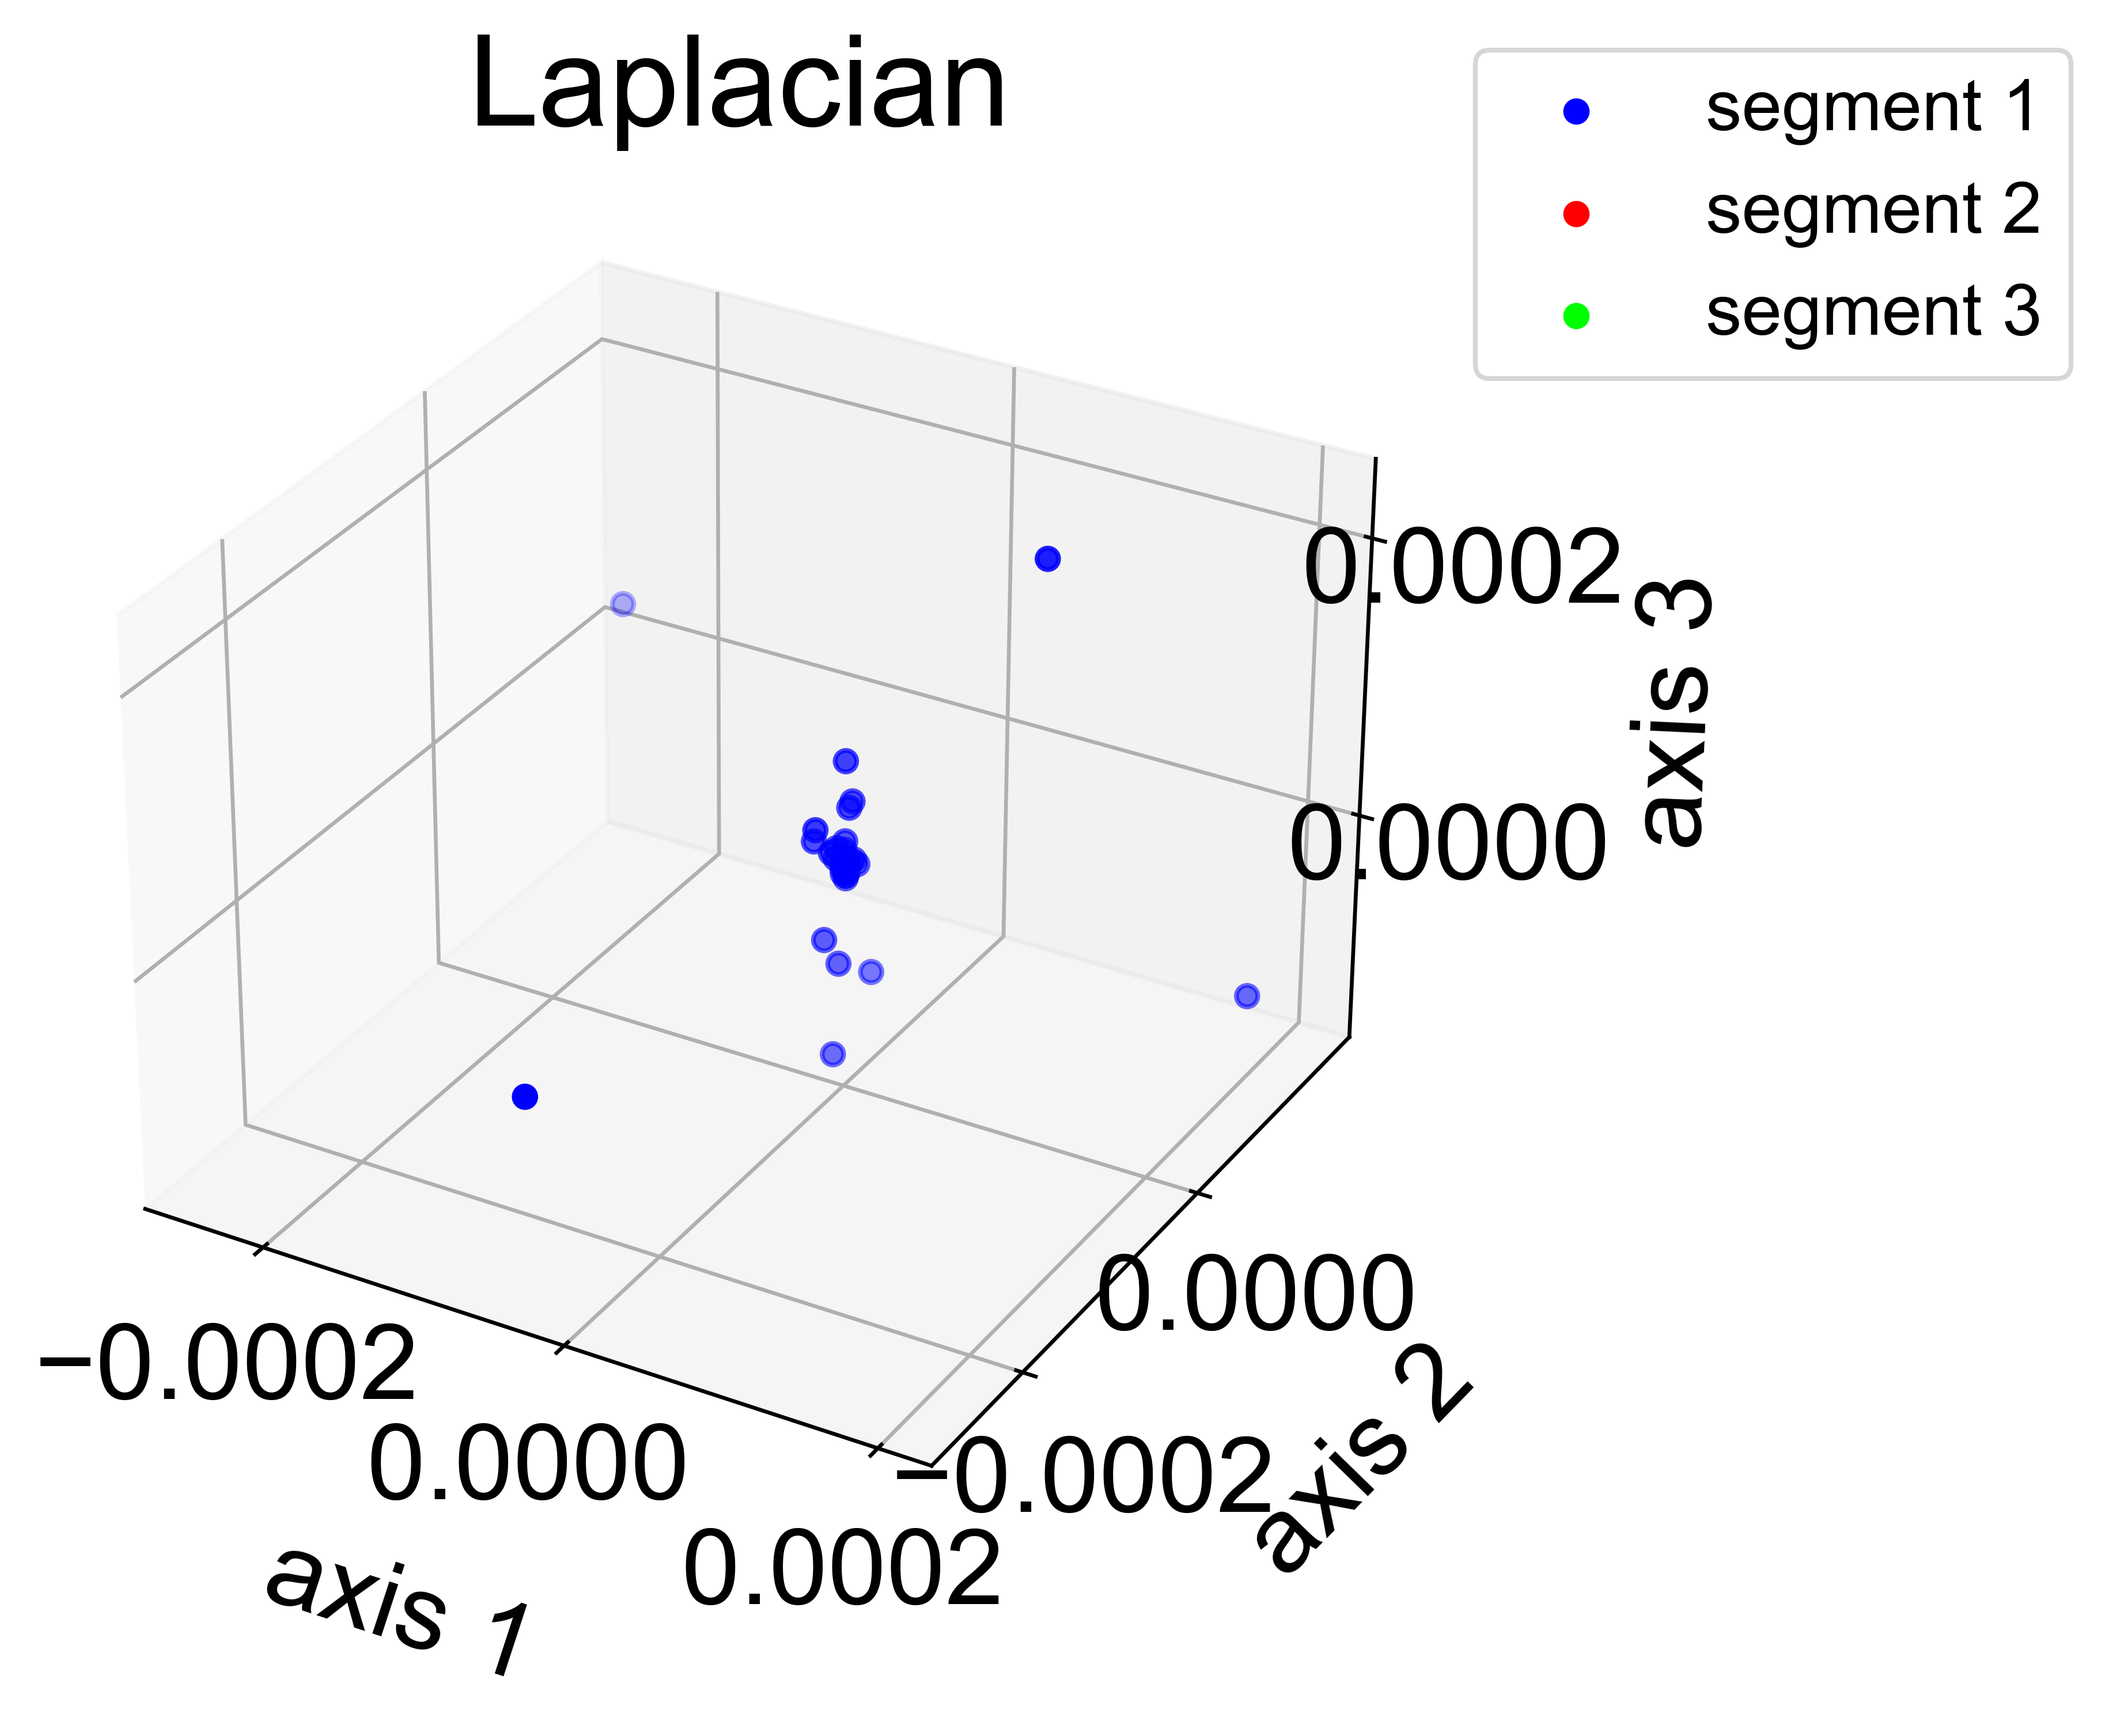 Laplacian
segment 1
segment 2
segment 3
0.0002
0.0000
axis 3
0.0000
−0.0002
axis 2
−0.0002
0.0000
0.0002
axis 1